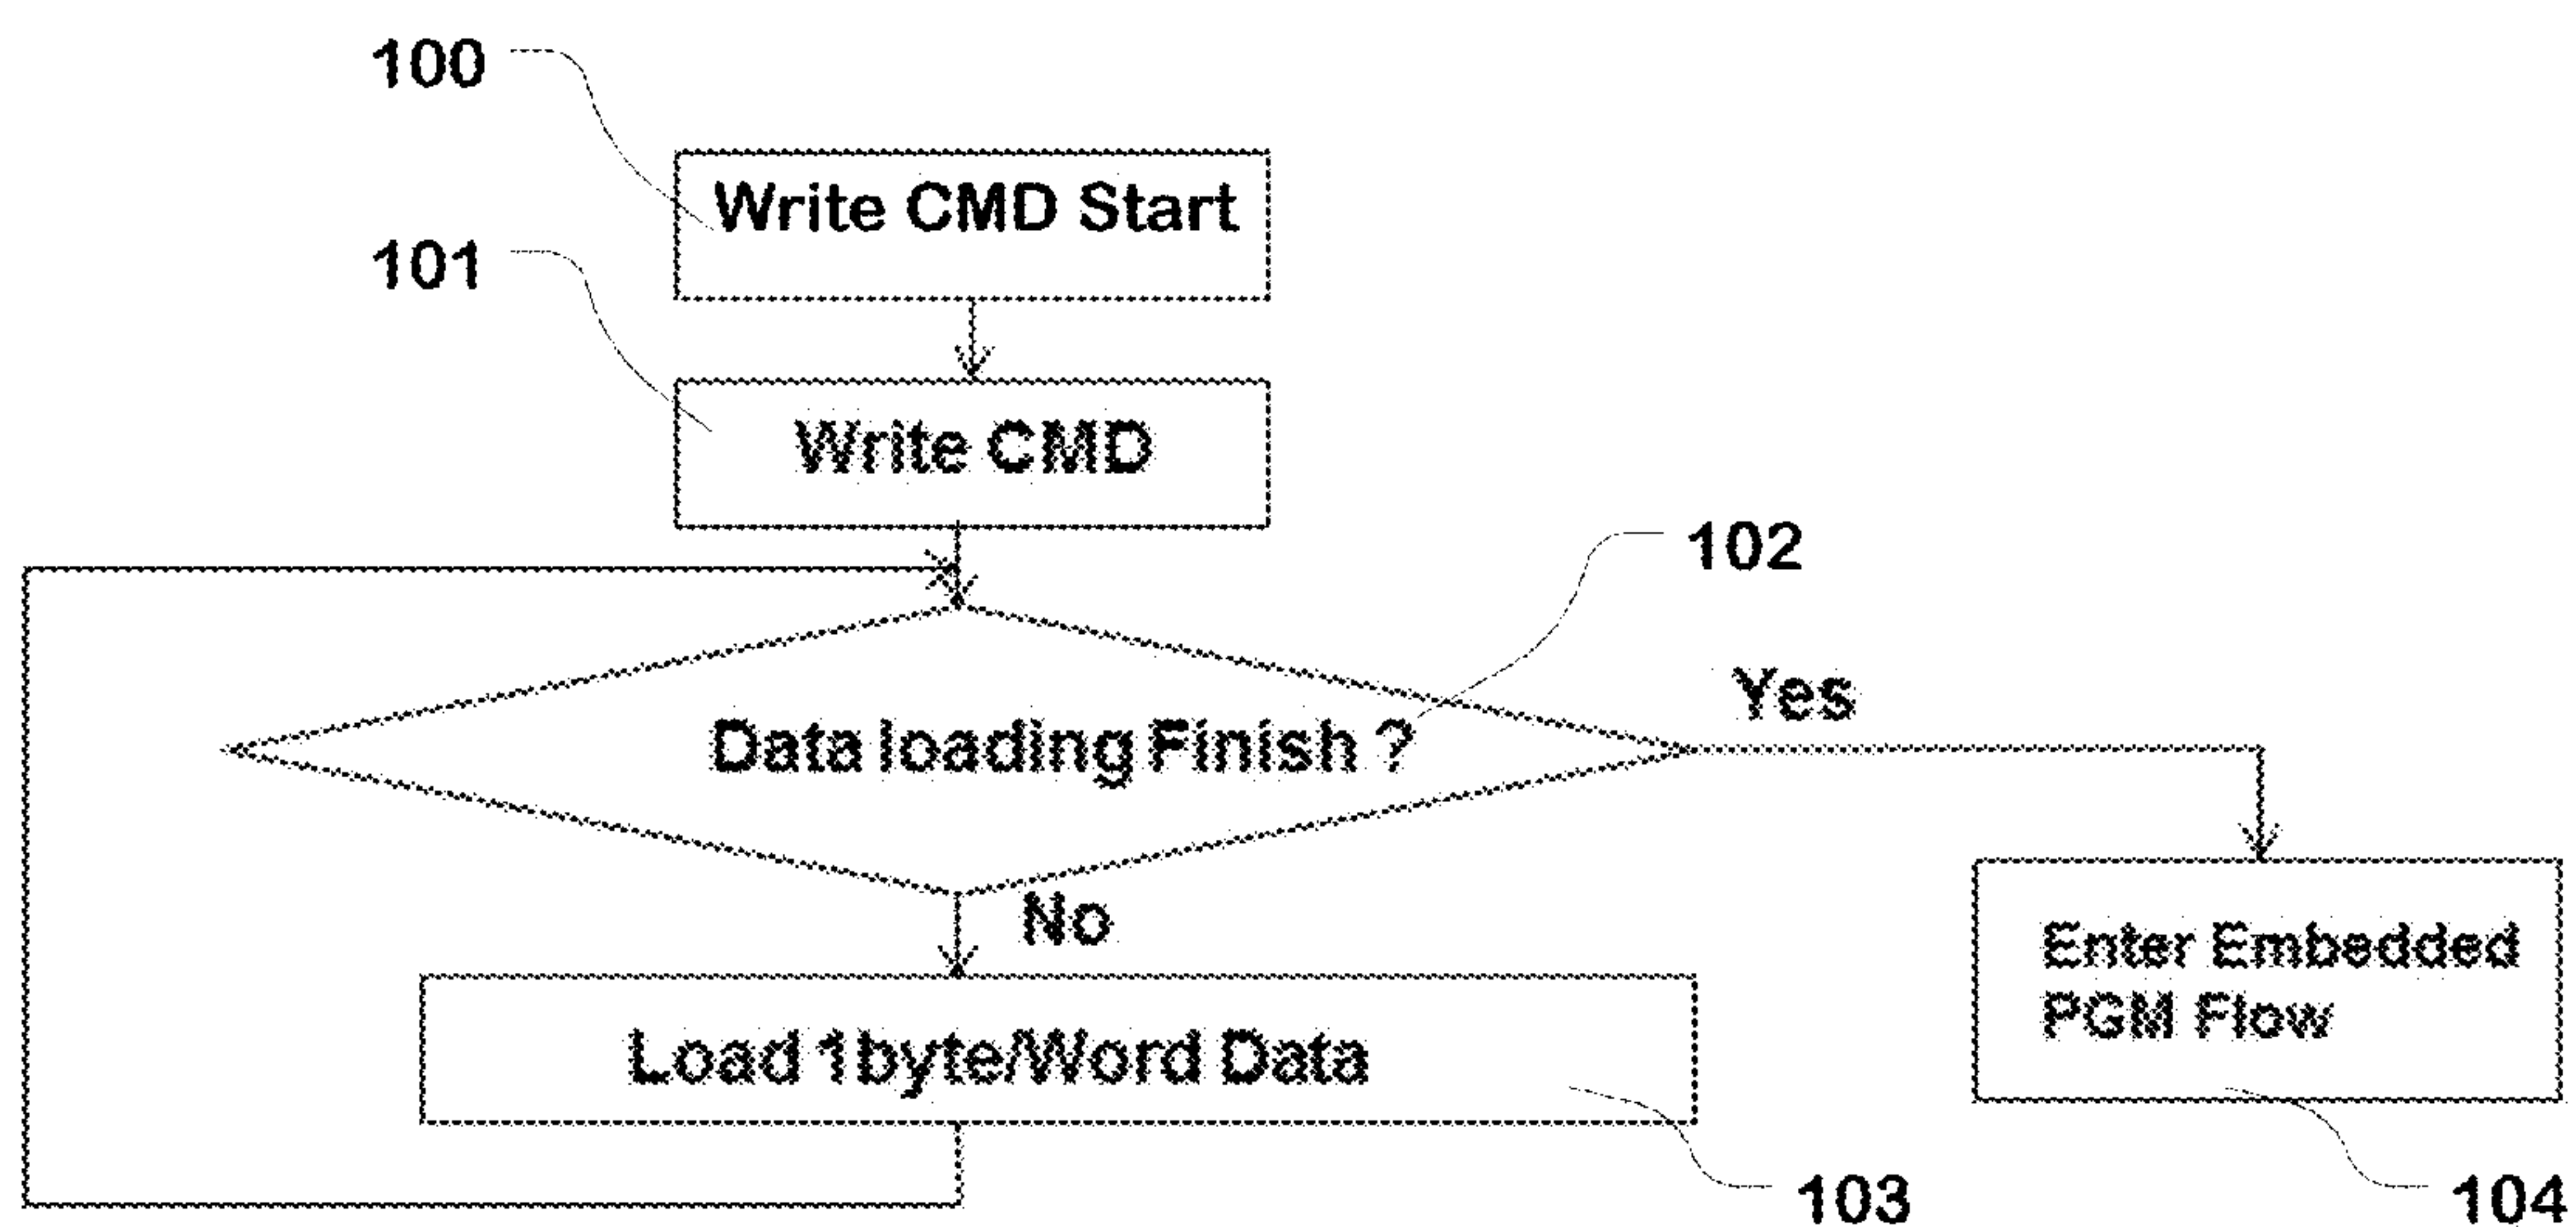 100
Write CMD Start
101
Write CMD
102
Yes
Data loading Finish ?
No
Enter Embedded
PGM Flow
Load 1byte/Word Data
103
104